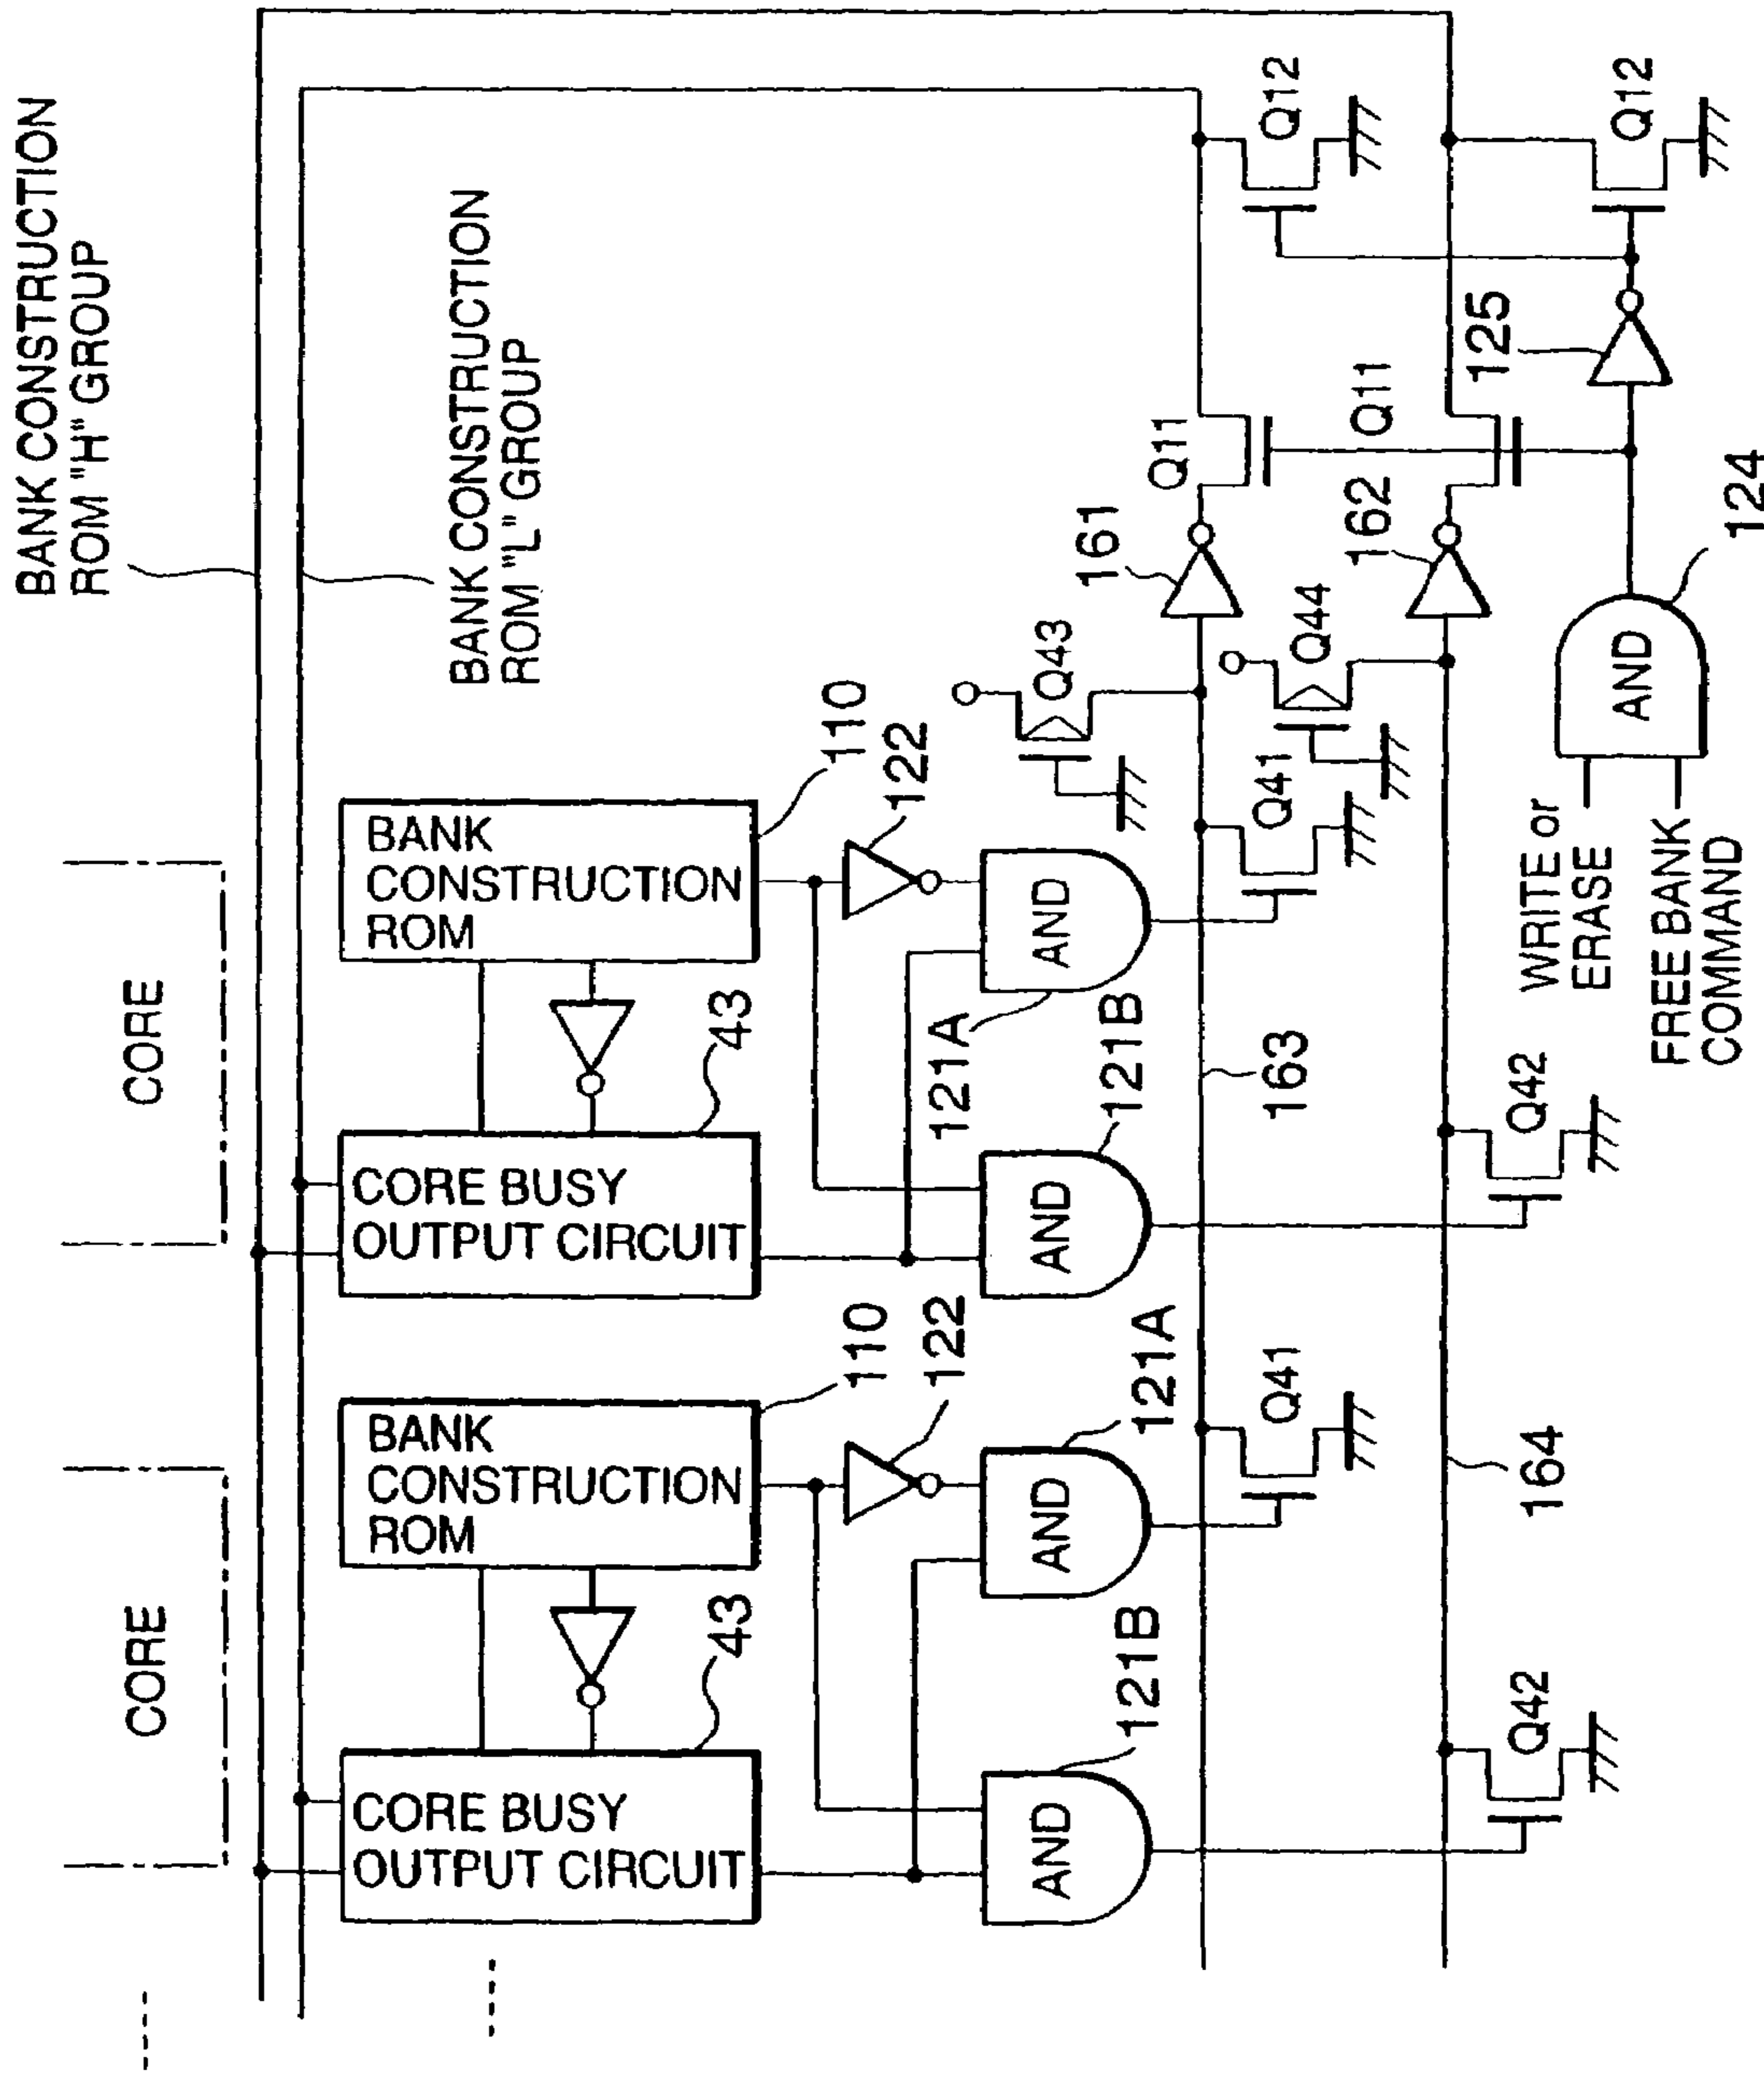 BANK CONSTRUCTION
ROM "H" GROUP
BANK CONSTRUCTION
ROM "L" GROUP
CORE
CORE
BANK
CONSTRUCTION
ROM
110
122
43
CORE BUSY
OUTPUT CIRCUIT
BANK
CONSTRUCTION
ROM
110
122
43
CORE BUSY
OUTPUT CIRCUIT
AND
121A
AND
121B
AND
121A
AND
121B
Q43
161
Q11
Q12
Q41
163
Q41
Q44
162
Q11
125
Q12
Q42
164
Q42
AND
124
WRITE or
ERASE
FREE BANK
COMMAND